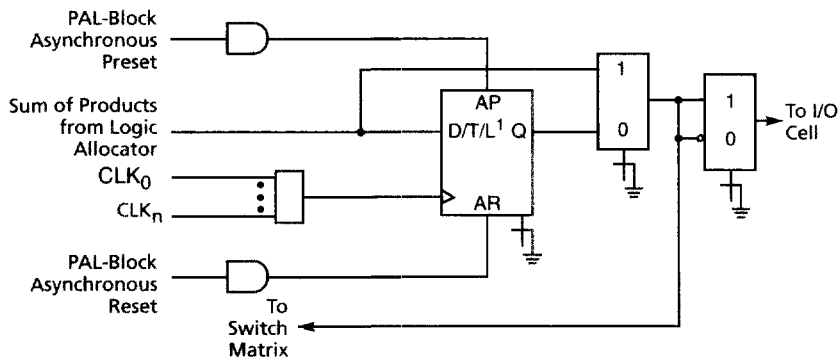 PAL-Block
Asynchronous
Preset
Sum of Products
from Logic
Allocator
CLK0
CLKn
PAL-Block
Asynchronous
Reset
AP
D/T/L1 Q
AR
1
0
1
0
To I/O
Cell
To
Switch
Matrix